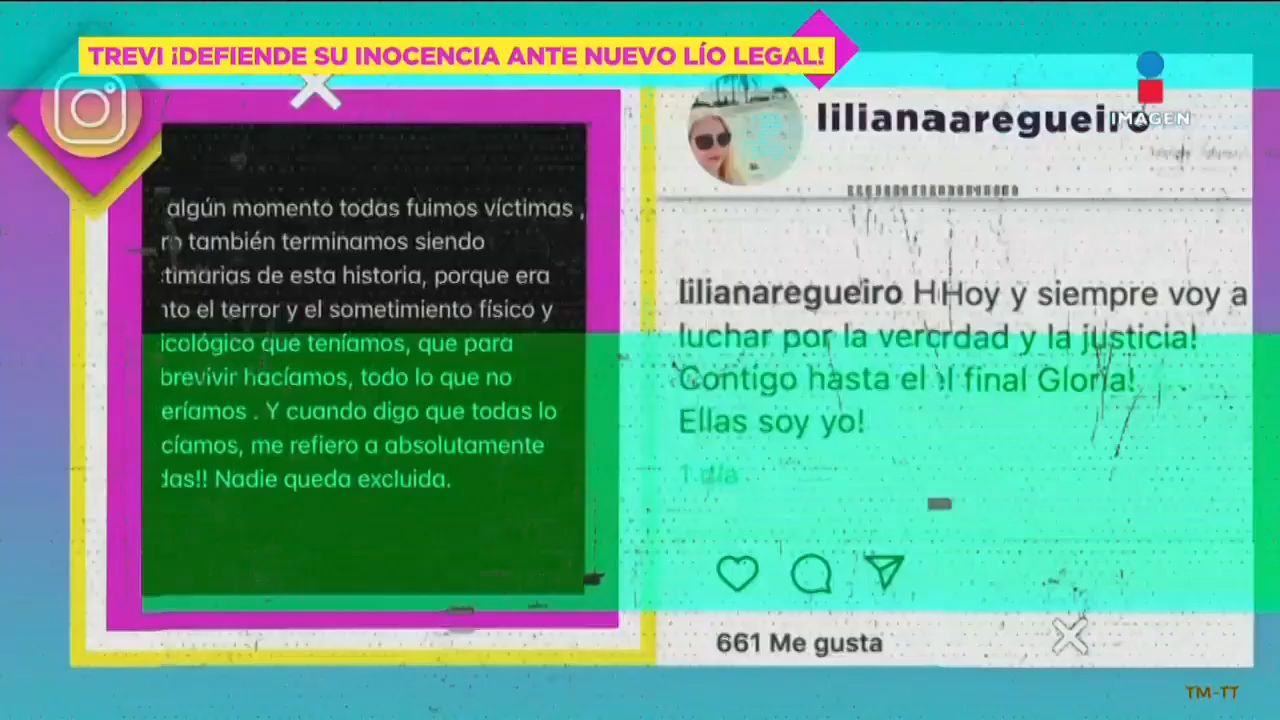 TREVI ¡DEFIENDE SU INOCENCIA ANTE NUEVO LÍO LEGAL!
IMAGEN
algún momento todas fuimos víctimas ,
también terminamos siendo
timarias de esta historia, porque era
nto el terror y el sometimiento físico y
icológico que teníamos, que para
brevivir hacíamos, todo lo que no
eríamos . Y cuando digo que todas lo
cíamos, me refiero a absolutamente
das!! Nadie queda excluida.
lilianaaregueiro
lilianaregueiro HHoy y siempre voy a
luchar por la vercrdad y la justicia!
Contigo hasta el el final Gloria!
Ellas soy yo!
1 día
661 Me gusta
TM-TT